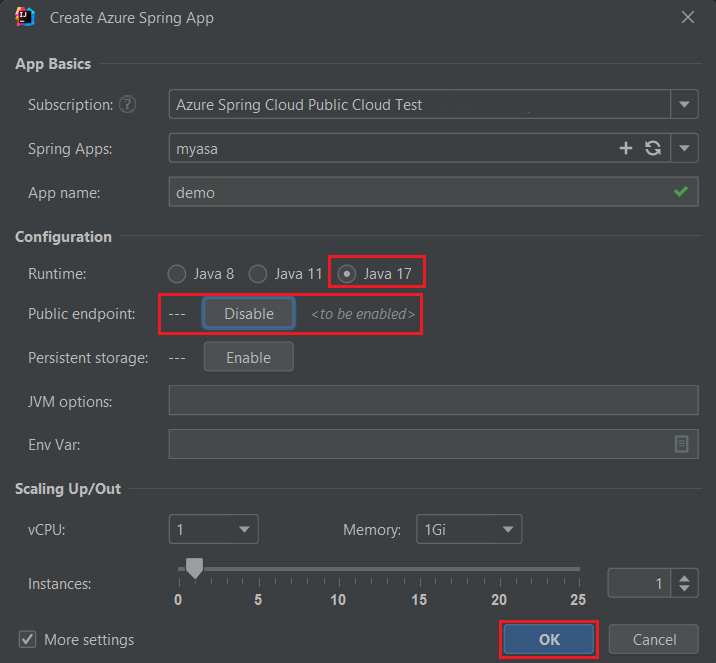 Create Azure Spring App
App Basics
Subscription: ? Azure Spring Cloud Public Cloud Test
Spring Apps: myasa
App name: demo
Configuration
Runtime: Java 8 Java 11 Java 17
Public endpoint: --- Disable <to be enabled>
Persistent storage: --- Enable
JVM options:
Env Var:
Scaling Up/Out
vCPU: 1 Memory: 1Gi
Instances: 1
0 5 10 15 20 25
More settings OK Cancel